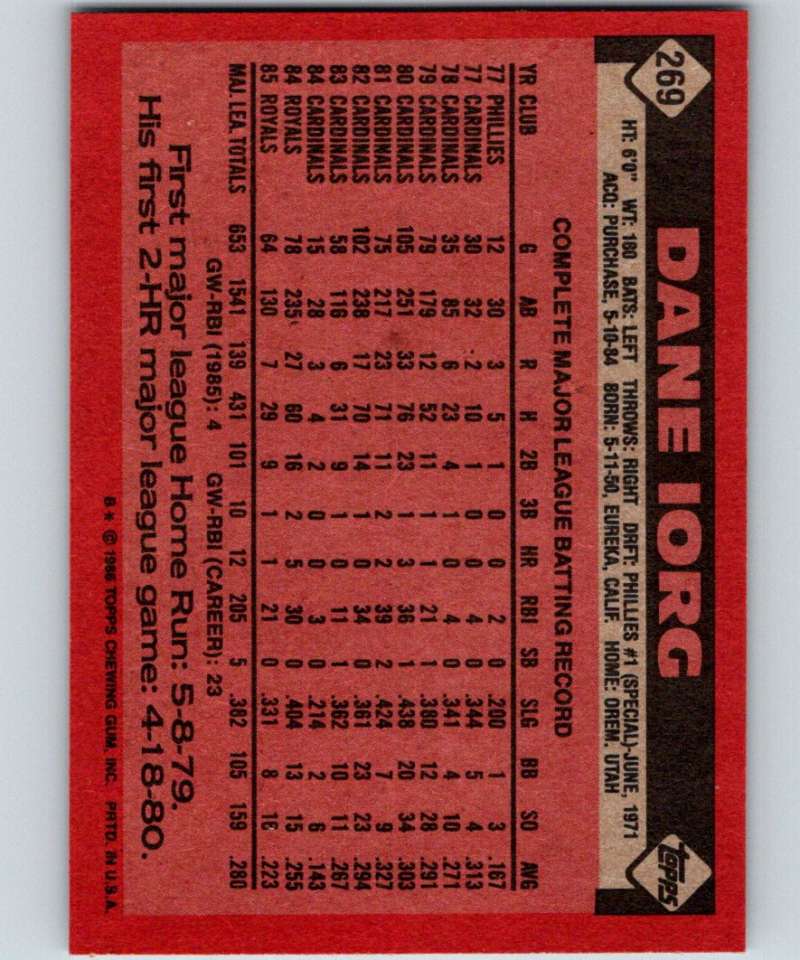 269
DANE IORG
Topps
HT: 6'0" WT: 180 BATS: LEFT THROWS: RIGHT DRFT: PHILLIES #1 (SPECIAL)-JUNE, 1971
ACQ: PURCHASE, 5-10-84 BORN: 5-11-50, EUREKA, CALIF. HOME: OREM, UTAH
COMPLETE MAJOR LEAGUE BATTING RECORD
YR CLUB G AB R H 2B 3B HR RBI SB SLG BB SO AVG
77 PHILLIES 12 30 3 5 1 0 0 2 0 .200 1 3 .167
77 CARDINALS 30 32 2 10 1 0 0 4 0 .344 5 4 .313
78 CARDINALS 35 85 6 23 4 1 0 4 0 .341 4 10 .271
79 CARDINALS 79 179 12 52 11 1 1 21 1 .380 12 28 .291
80 CARDINALS 105 251 33 76 23 1 3 36 1 .438 20 34 .303
81 CARDINALS 75 217 23 71 11 2 2 39 2 .424 7 9 .327
82 CARDINALS 102 238 17 70 14 1 0 34 0 .361 23 23 .294
83 CARDINALS 58 116 6 31 9 1 0 11 1 .362 10 11 .267
84 CARDINALS 15 28 3 4 2 0 0 3 0 .214 2 6 .143
84 ROYALS 78 235 27 60 16 2 5 30 0 .404 13 15 .255
85 ROYALS 64 130 7 29 9 1 1 21 0 .331 8 18 .223
MAJ. LEA. TOTALS 653 1541 139 431 101 10 12 205 5 .382 105 159 .280
GW-RBI (1985): 4 GW-RBI (CAREER): 23
First major league Home Run: 5-8-79.
His first 2-HR major league game: 4-18-80.
B * © 1986 TOPPS CHEWING GUM, INC. PRTD. IN U.S.A.